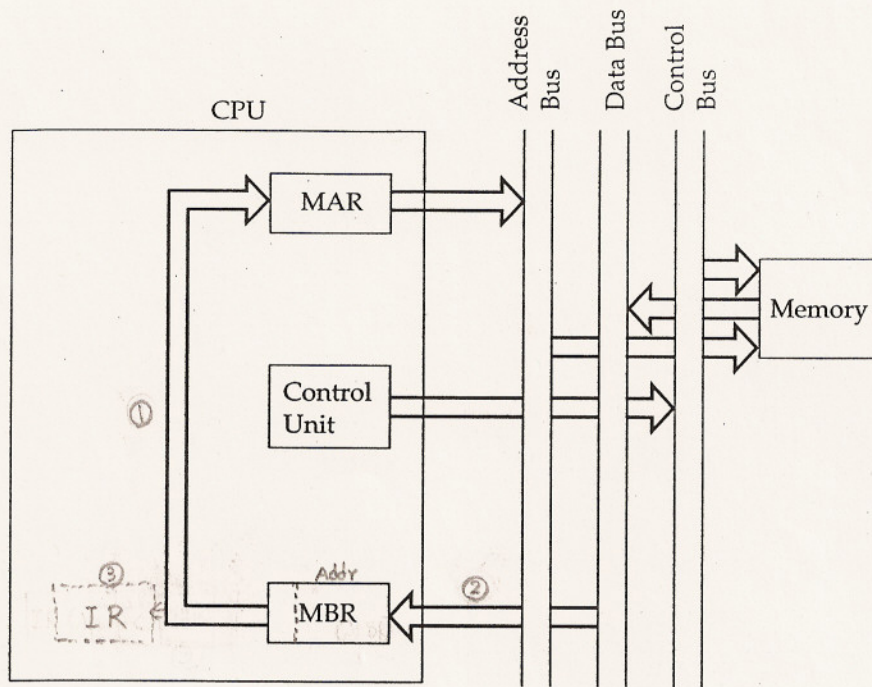 CPU
Address
Bus
Data Bus
Control
Bus
MAR
Memory
Control
Unit
①
③
Addr
②
IR
MBR